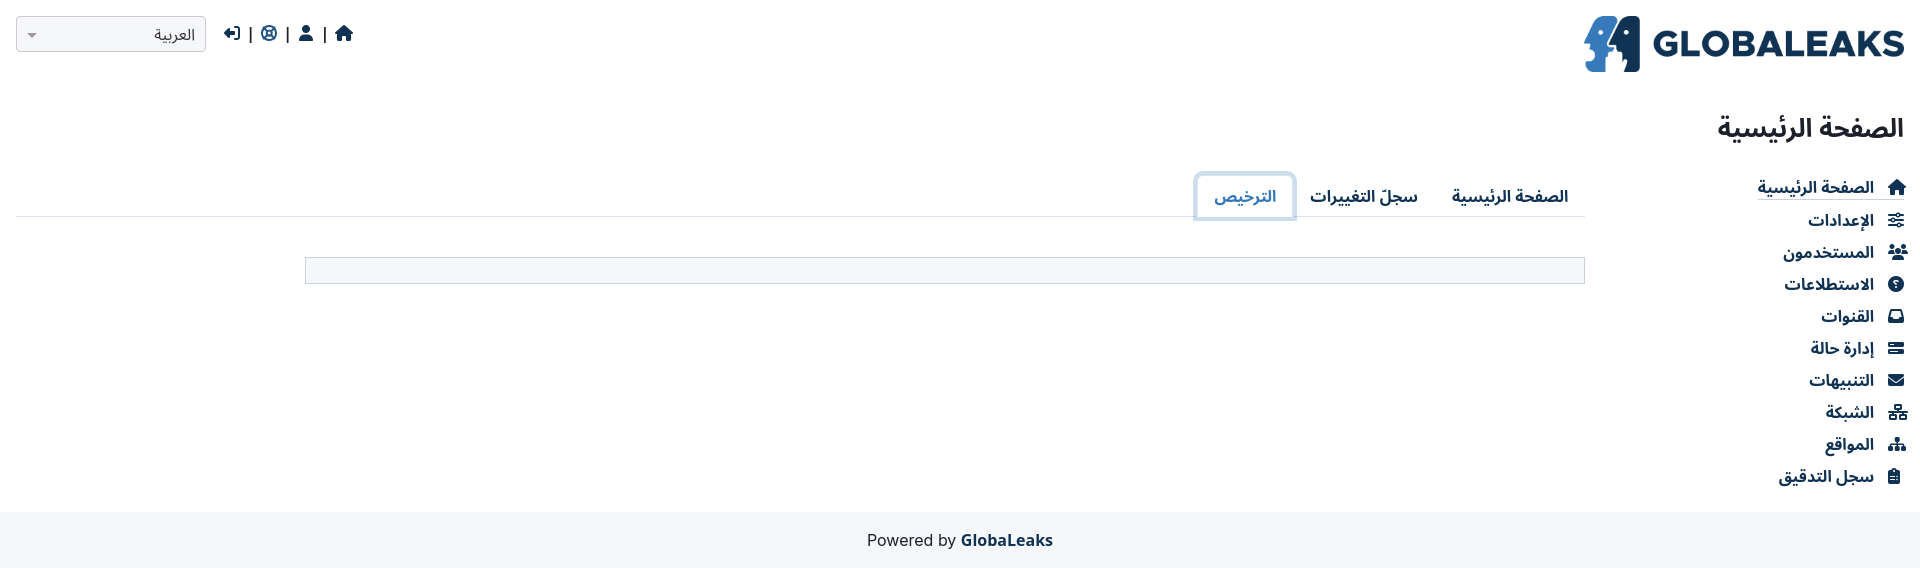 GLOBALEAKS
| | |
العربية
الصفحة الرئيسية
الصفحة الرئيسية
الإعدادات
المستخدمون
الاستطلاعات
القنوات
إدارة حالة
التنبيهات
الشبكة
المواقع
سجل التدقيق
الصفحة الرئيسية
سجلّ التغييرات
الترخيص
Powered by GlobaLeaks